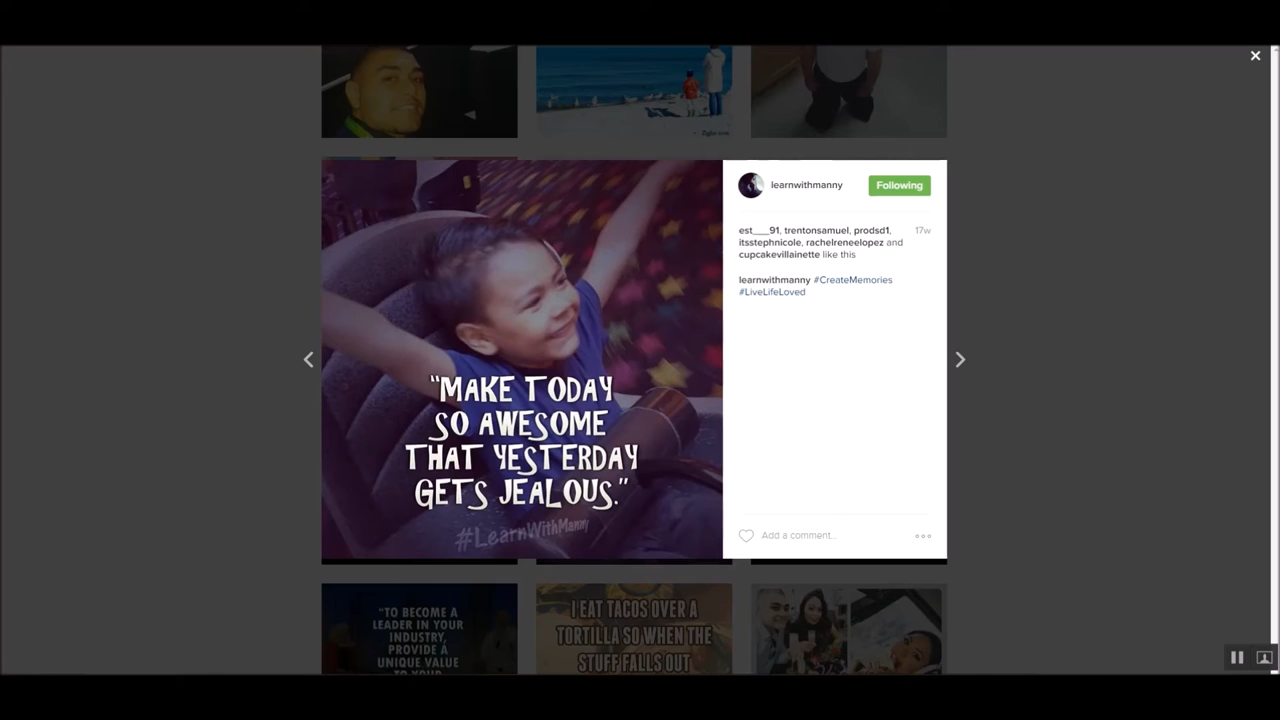 learnwithmanny
Following
est___91, trentonsamuel, prodsd1,
17w
itsstephnicole, rachelreneelopez and
cupcakevillainette like this
learnwithmanny #CreateMemories
#LiveLifeLoved
“MAKE TODAY
SO AWESOME
THAT YESTERDAY
GETS JEALOUS.”
#LearnWithManny
Add a comment...
"TO BECOME A
LEADER IN YOUR
INDUSTRY,
PROVIDE A
UNIQUE VALUE
TO YOUR
I EAT TACOS OVER A
TORTILLA SO WHEN THE
STUFF FALLS OUT